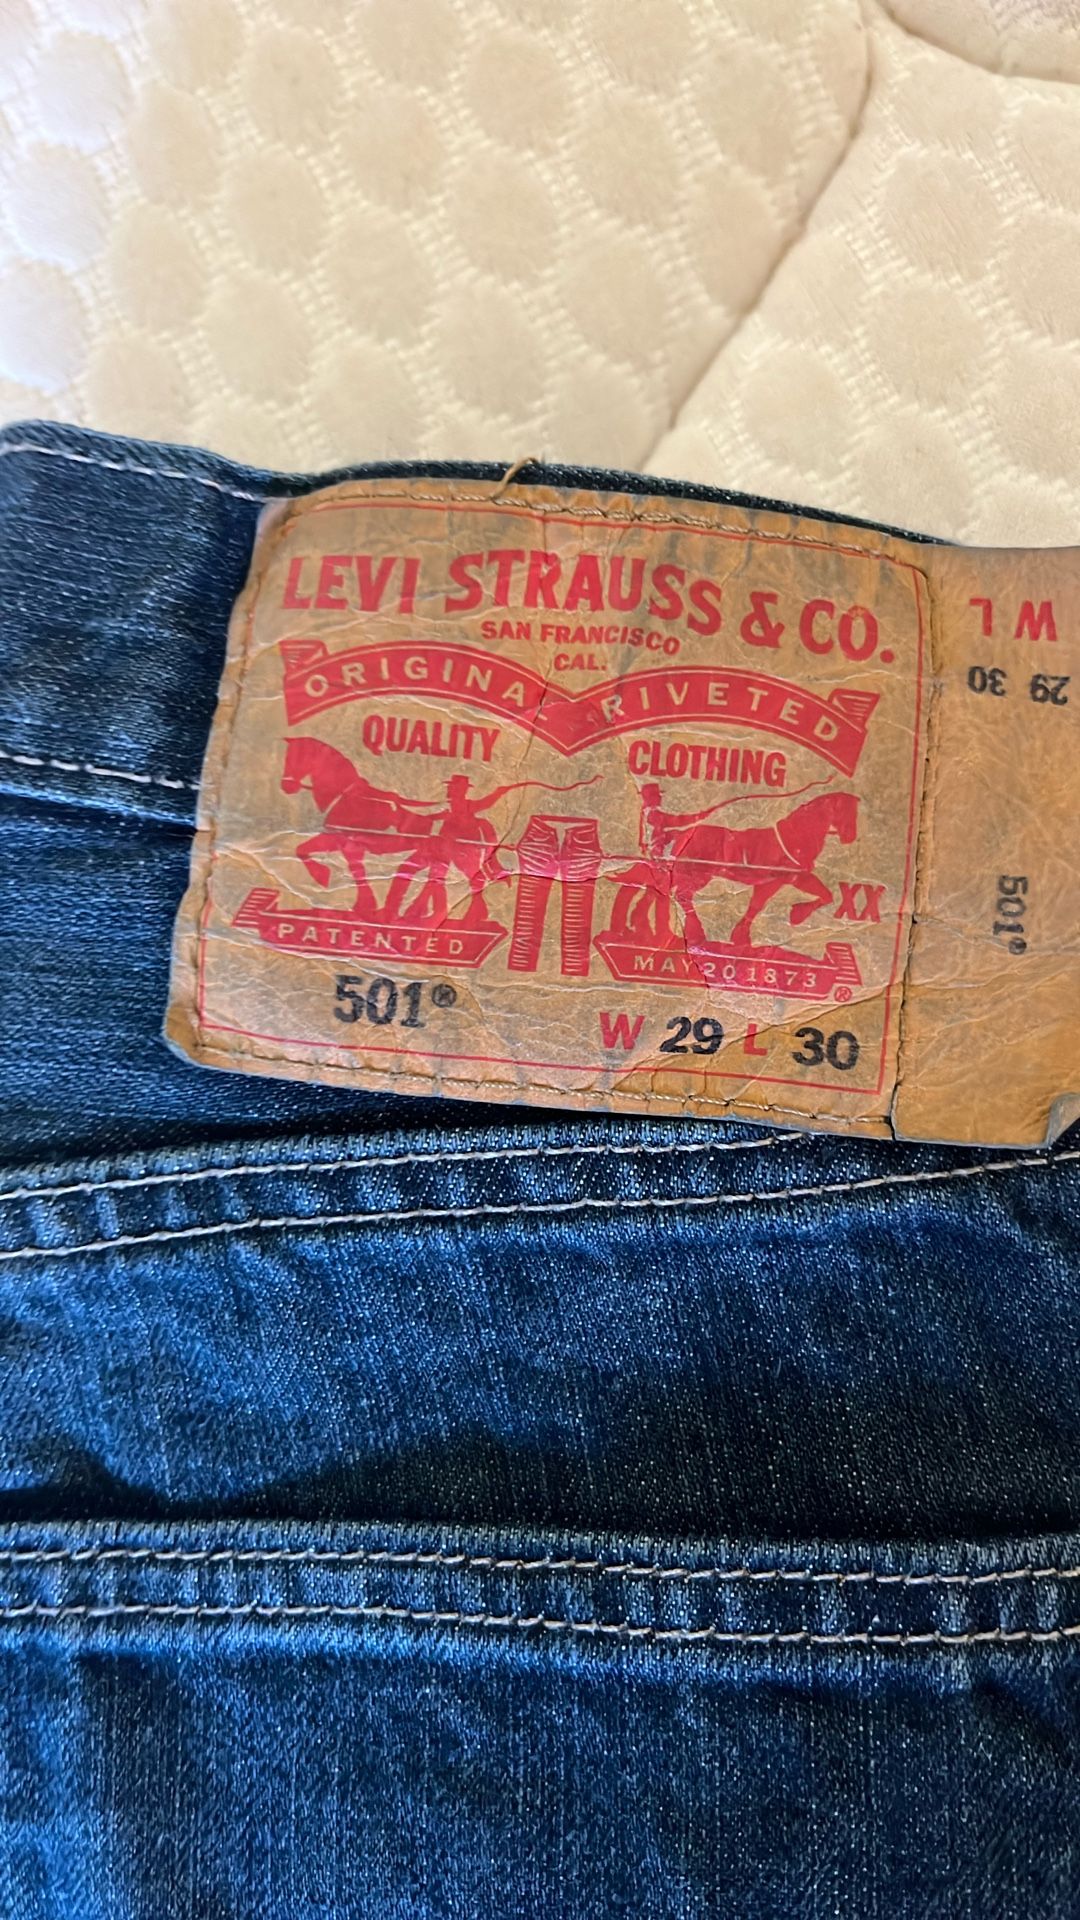 LEVI STRAUSS & CO.
SAN FRANCISCO
CAL.
ORIGINAL RIVETED
QUALITY CLOTHING
XX
PATENTED MAY 20 1873 ®
501® W 29 L 30
W L
29 30
501®